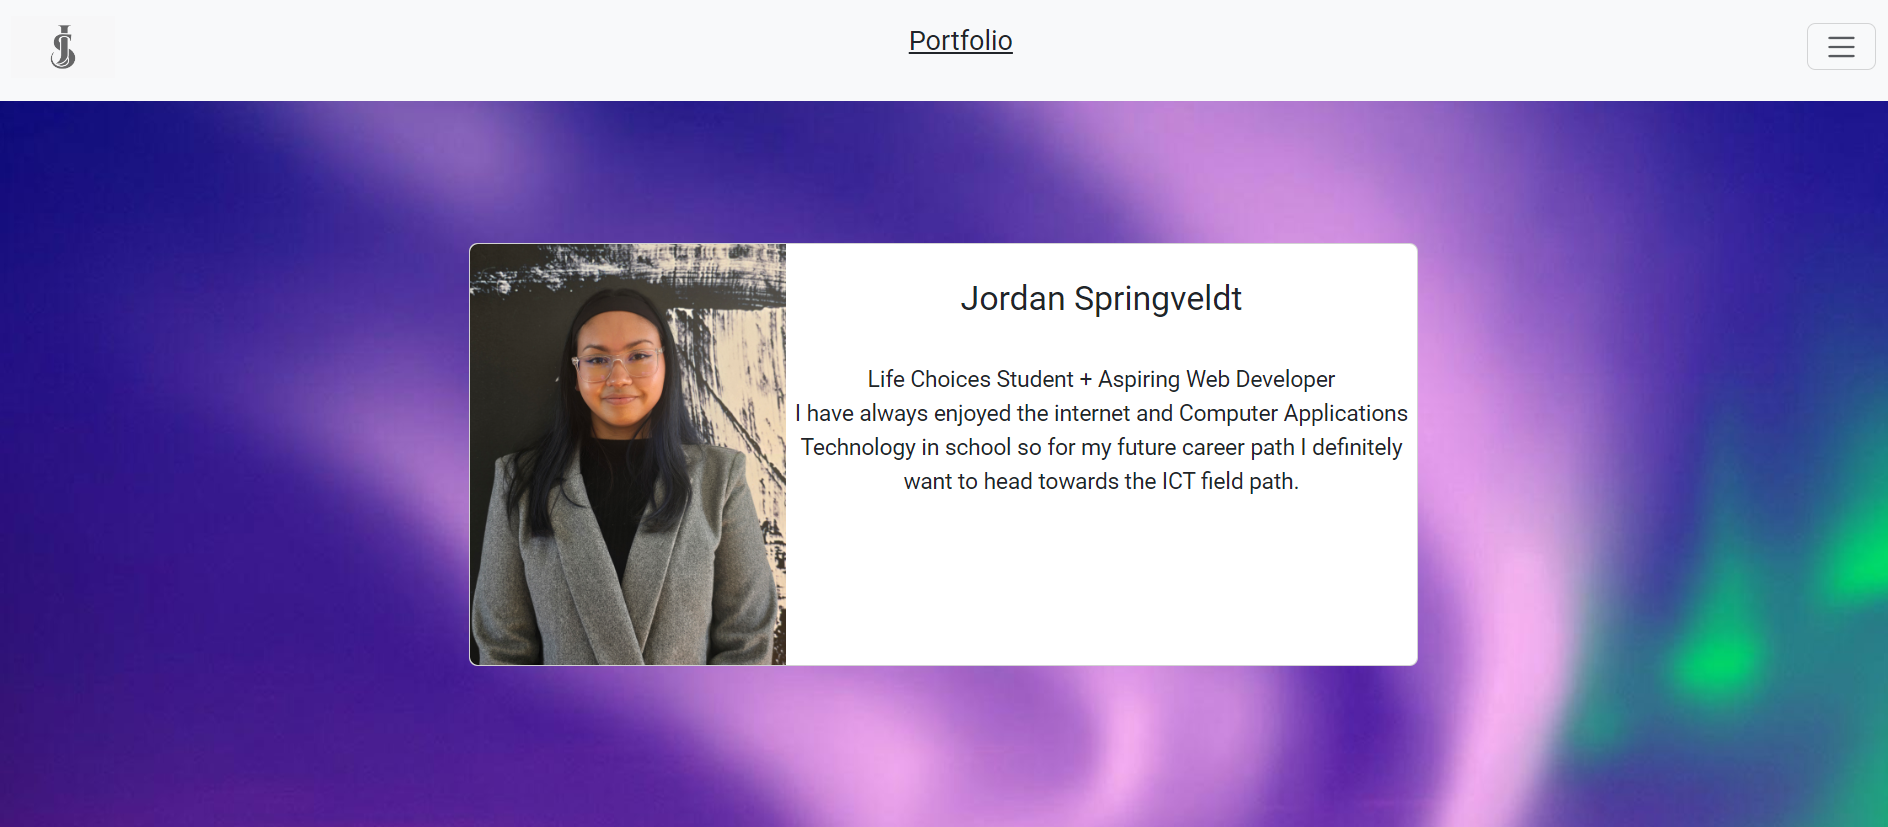 JS
Portfolio
Jordan Springveldt
Life Choices Student + Aspiring Web Developer
I have always enjoyed the internet and Computer Applications
Technology in school so for my future career path I definitely
want to head towards the ICT field path.